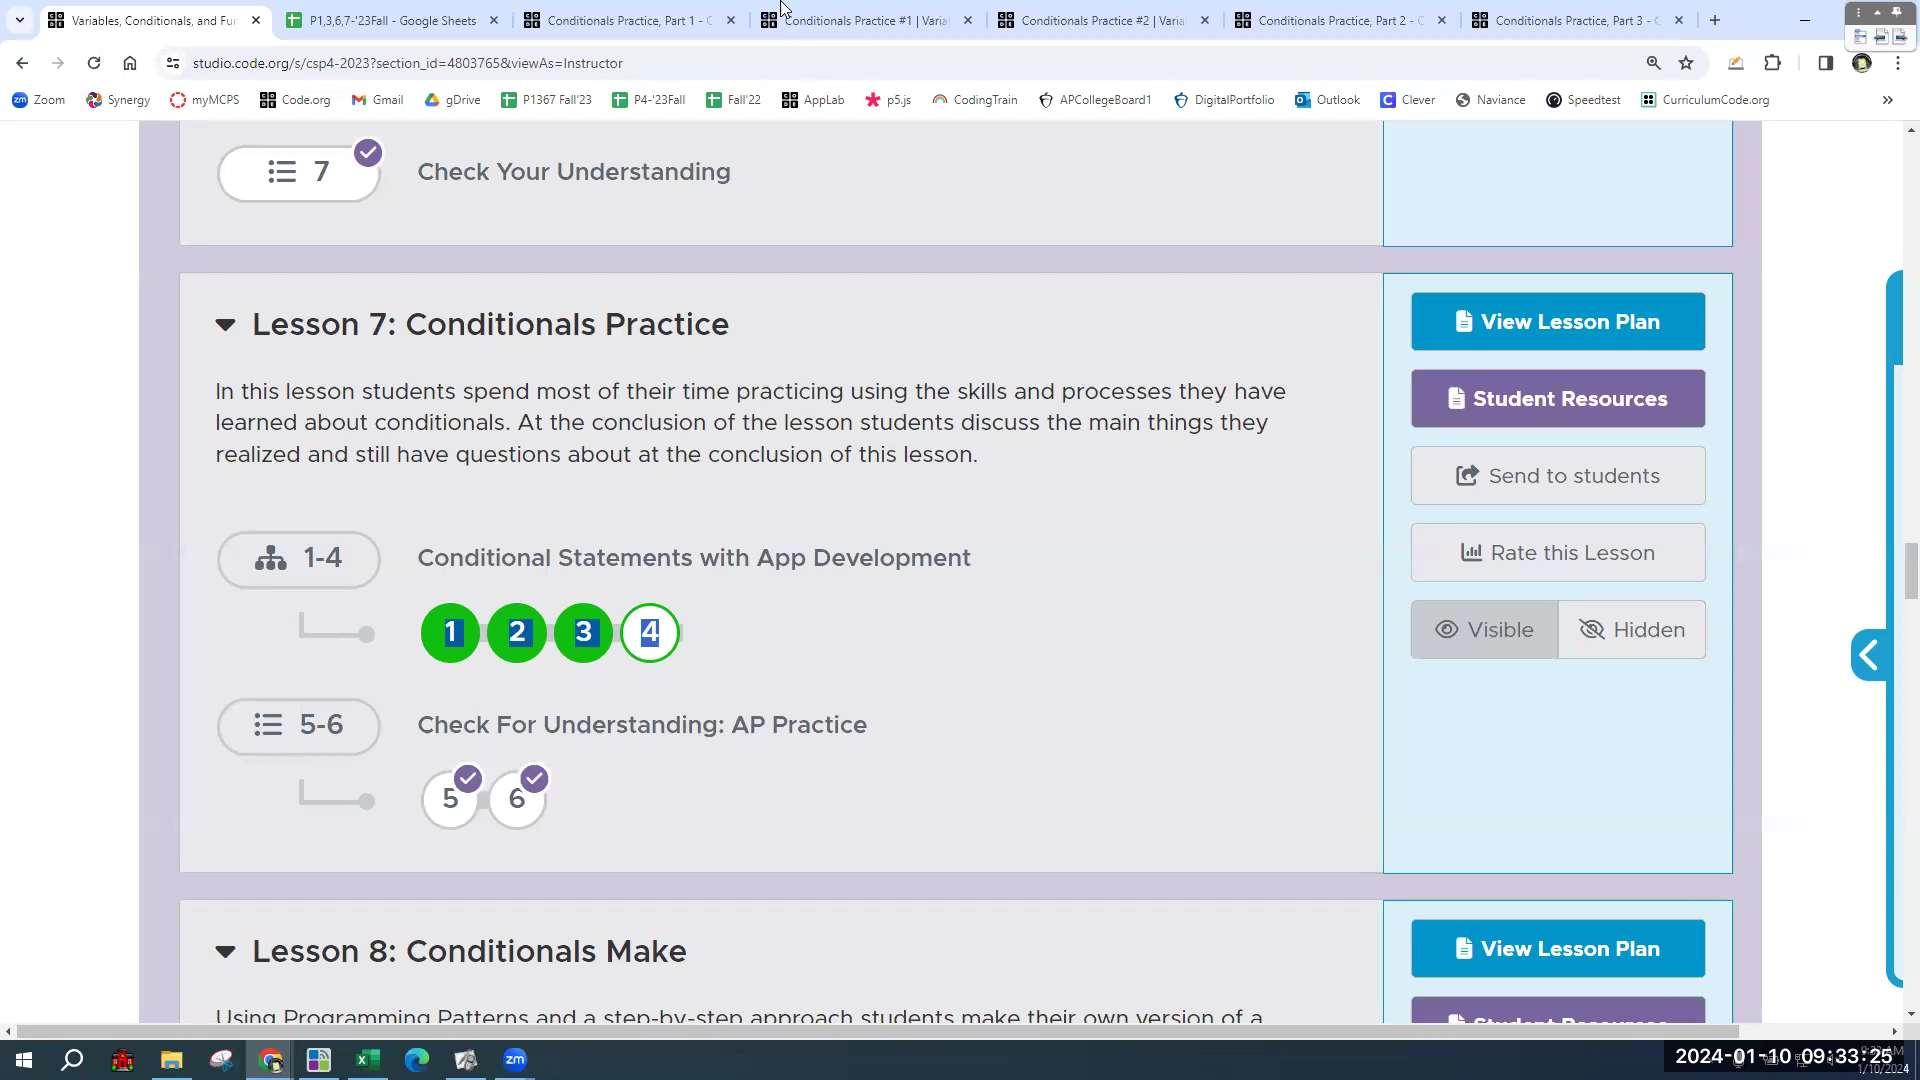 Variables, Conditionals, and Fun
P1,3,6,7-'23Fall - Google Sheets
Conditionals Practice, Part 1 - C
Conditionals Practice #1 | Varia
Conditionals Practice #2 | Varia
Conditionals Practice, Part 2 - C
Conditionals Practice, Part 3 - C
studio.code.org/s/csp4-2023?section_id=4803765&viewAs=Instructor
Zoom
Synergy
myMCPS
Code.org
Gmail
gDrive
P1367 Fall'23
P4-'23Fall
Fall'22
AppLab
p5.js
CodingTrain
APCollegeBoard1
DigitalPortfolio
Outlook
Clever
Naviance
Speedtest
CurriculumCode.org
7
Check Your Understanding
Lesson 7: Conditionals Practice
In this lesson students spend most of their time practicing using the skills and processes they have
learned about conditionals. At the conclusion of the lesson students discuss the main things they
realized and still have questions about at the conclusion of this lesson.
View Lesson Plan
Student Resources
Send to students
Rate this Lesson
Visible
Hidden
1-4
Conditional Statements with App Development
1 2 3 4
5-6
Check For Understanding: AP Practice
5 6
Lesson 8: Conditionals Make
View Lesson Plan
Using Programming Patterns and a step-by-step approach students make their own version of a
Student Resources
2024-01-10 09:33:25
1/10/2024